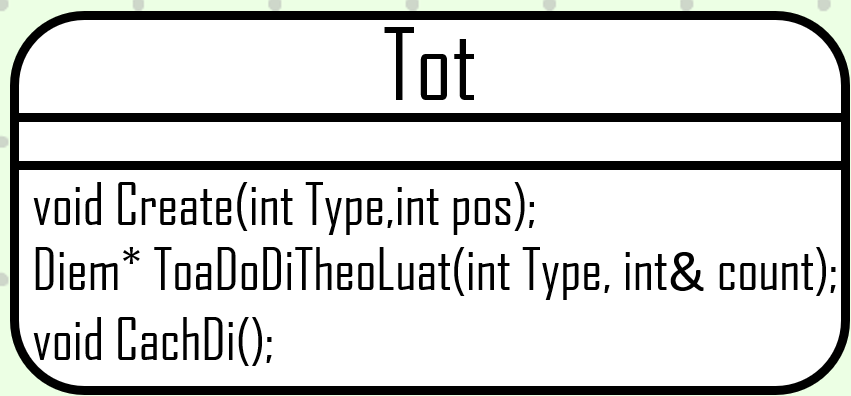 Tot
void Create(int Type,int pos);
Diem* ToaDoDiTheoLuat(int Type, int& count);
void CachDi();